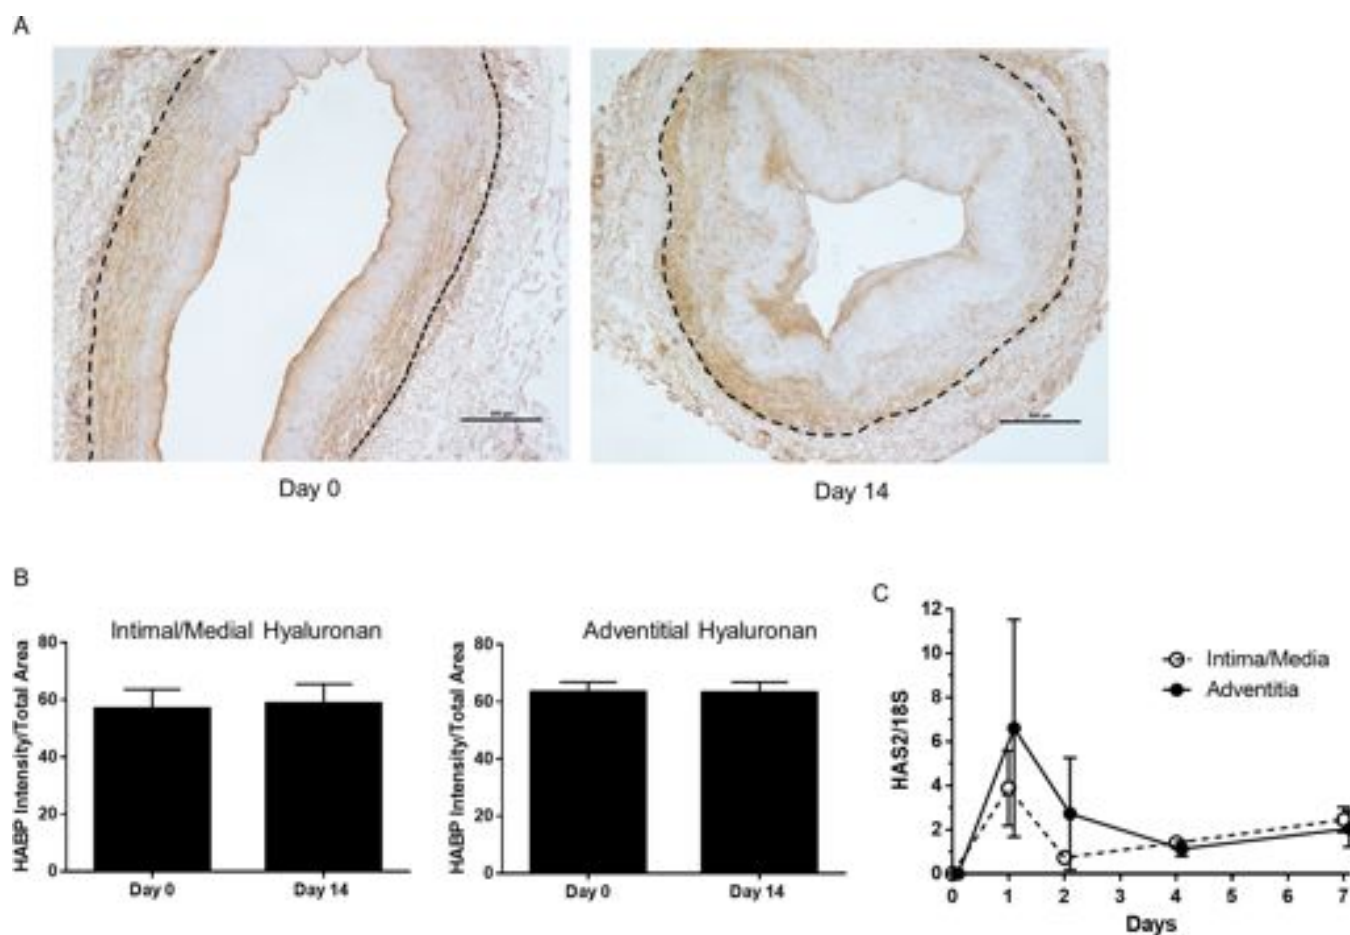 A
Day 0
Day 14
B
Intimal/Medial Hyaluronan
HABP Intensity/Total Area
80
60
40
20
0
Day 0
Day 14
Adventitial Hyaluronan
HABP Intensity/Total Area
80
60
40
20
0
Day 0
Day 14
C
HAS2/18S
12
10
8
6
4
2
0
Intima/Media
Adventitia
0 1 2 3 4 5 6 7
Days